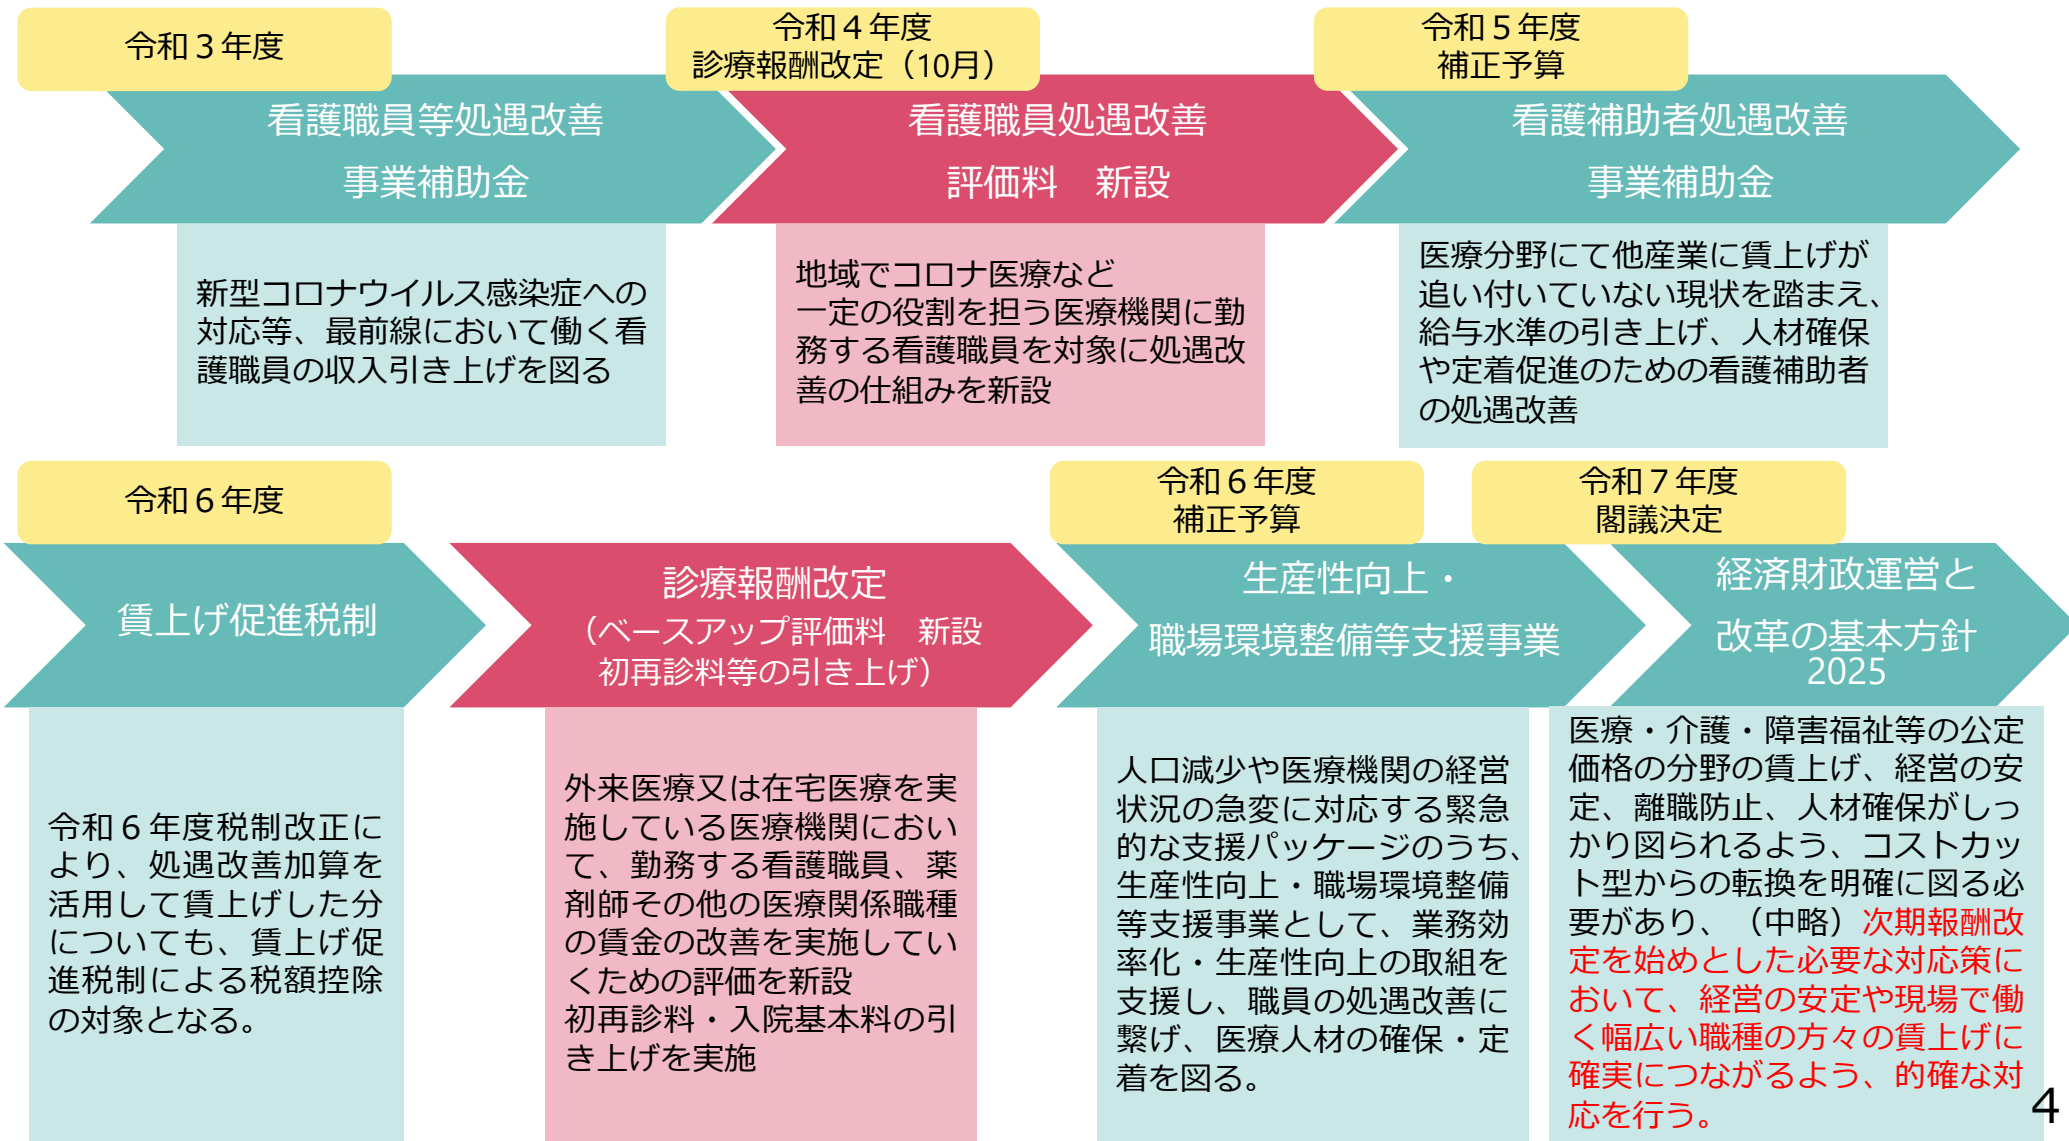 令和３年度
看護職員等処遇改善
事業補助金
新型コロナウイルス感染症への
対応等、最前線において働く看
護職員の収入引き上げを図る
令和４年度
診療報酬改定（10月）
看護職員処遇改善
評価料　新設
地域でコロナ医療など
一定の役割を担う医療機関に勤
務する看護職員を対象に処遇改
善の仕組みを新設
令和５年度
補正予算
看護補助者処遇改善
事業補助金
医療分野にて他産業に賃上げが
追い付いていない現状を踏まえ、
給与水準の引き上げ、人材確保
や定着促進のための看護補助者
の処遇改善
令和６年度
賃上げ促進税制
令和６年度税制改正に
より、処遇改善加算を
活用して賃上げした分
についても、賃上げ促
進税制による税額控除
の対象となる。
診療報酬改定
（ベースアップ評価料　新設
初再診料等の引き上げ）
外来医療又は在宅医療を実
施している医療機関におい
て、勤務する看護職員、薬
剤師その他の医療関係職種
の賃金の改善を実施してい
くための評価を新設
初再診料・入院基本料の引
き上げを実施
令和６年度
補正予算
生産性向上・
職場環境整備等支援事業
人口減少や医療機関の経営
状況の急変に対応する緊急
的な支援パッケージのうち、
生産性向上・職場環境整備
等支援事業として、業務効
率化・生産性向上の取組を
支援し、職員の処遇改善に
繋げ、医療人材の確保・定
着を図る。
令和７年度
閣議決定
経済財政運営と
改革の基本方針
2025
医療・介護・障害福祉等の公定
価格の分野の賃上げ、経営の安
定、離職防止、人材確保がしっ
かり図られるよう、コストカッ
ト型からの転換を明確に図る必
要があり、（中略）次期報酬改
定を始めとした必要な対応策に
おいて、経営の安定や現場で働
く幅広い職種の方々の賃上げに
確実につながるよう、的確な対
応を行う。
4